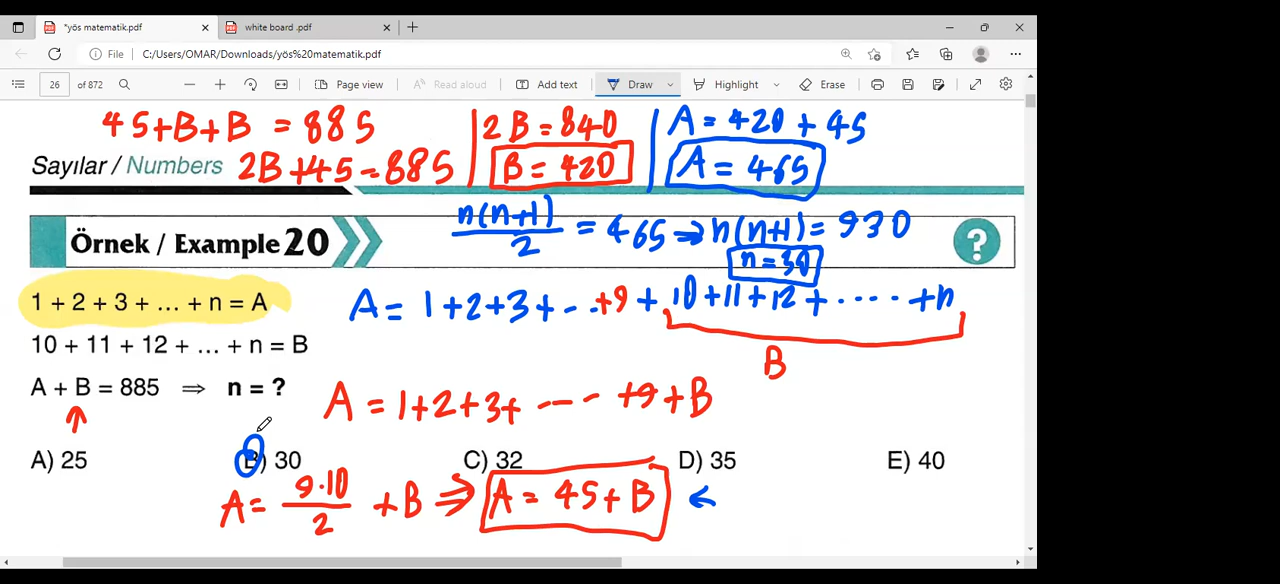 *yös matematik.pdf
white board .pdf
File
C:/Users/OMAR/Downloads/yös%20matematik.pdf
26 of 872
Page view
Read aloud
Add text
Draw
Highlight
Erase
45+B+B = 885
2B+45=885
2B=840
B = 420
A=420 + 45
A = 465
Sayılar / Numbers
n(n+1)/2 = 465 ⇒ n(n+1) = 930
n=30
Örnek / Example 20
?
1 + 2 + 3 + ... + n = A
A = 1+2+3+ ... +9 + 10+11+12+ ..... +n
B
10 + 11 + 12 + ... + n = B
A + B = 885 ⇒ n = ?
A = 1+2+3+ ---- +9 +B
A) 25
B) 30
C) 32
D) 35
E) 40
A= 9·10/2 +B ⇒ A = 45+B ←